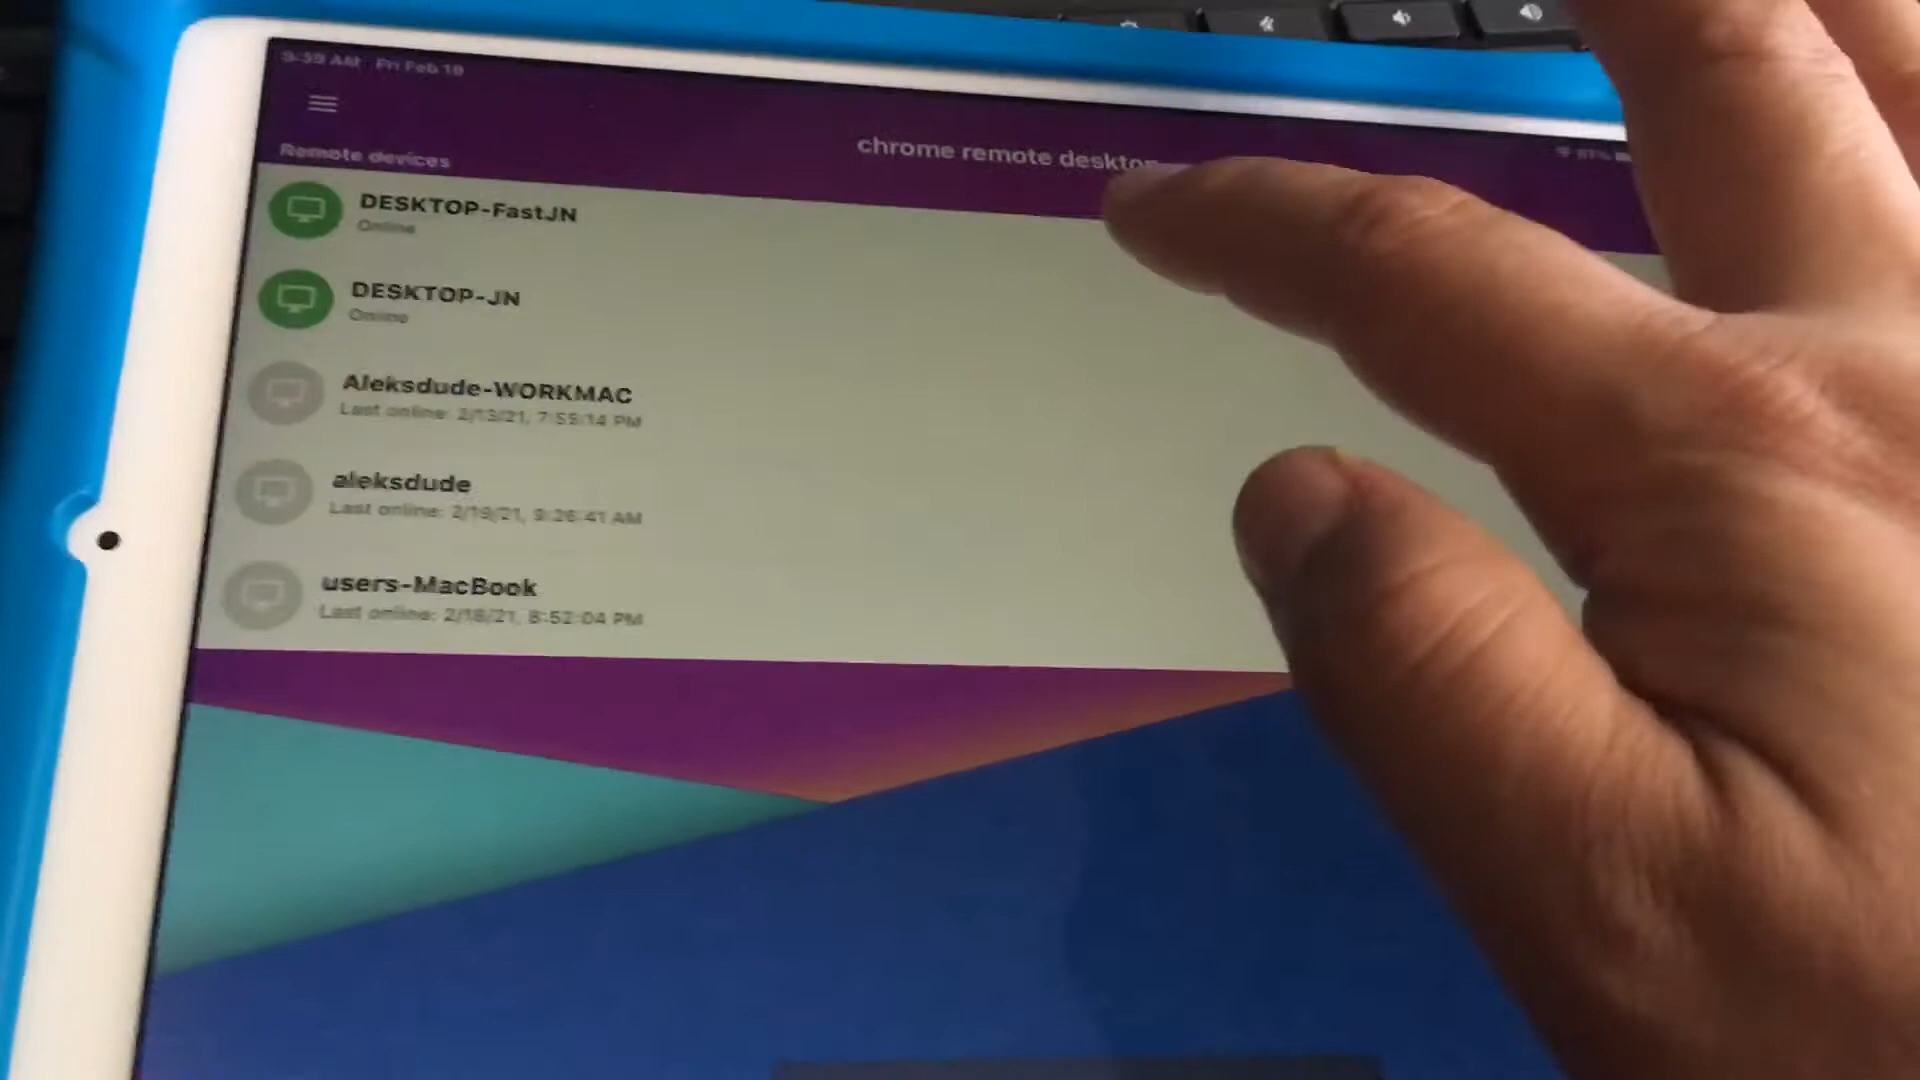 9:39 AM Fri Feb 19
chrome remote desktop
Remote devices
DESKTOP-FastJN
Online
DESKTOP-JN
Online
Aleksdude-WORKMAC
Last online: 2/13/21, 7:55:14 PM
aleksdude
Last online: 2/19/21, 9:26:41 AM
users-MacBook
Last online: 2/18/21, 8:52:04 PM